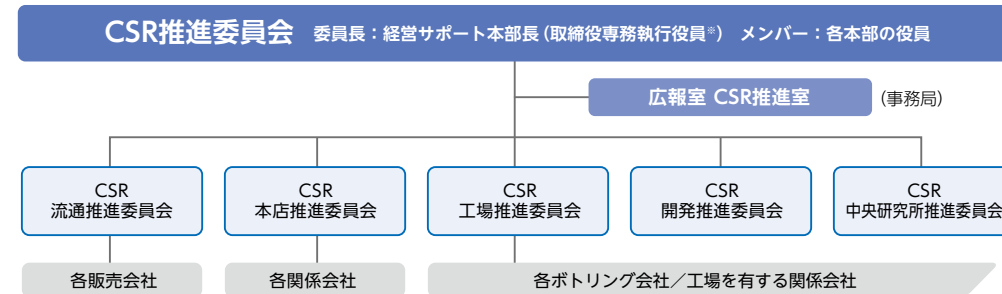 CSR推進委員会 委員長：経営サポート本部長（取締役専務執行役員※） メンバー：各本部の役員
広報室 CSR推進室 （事務局）
CSR
流通推進委員会
CSR
本店推進委員会
CSR
工場推進委員会
CSR
開発推進委員会
CSR
中央研究所推進委員会
各販売会社
各関係会社
各ボトリング会社／工場を有する関係会社